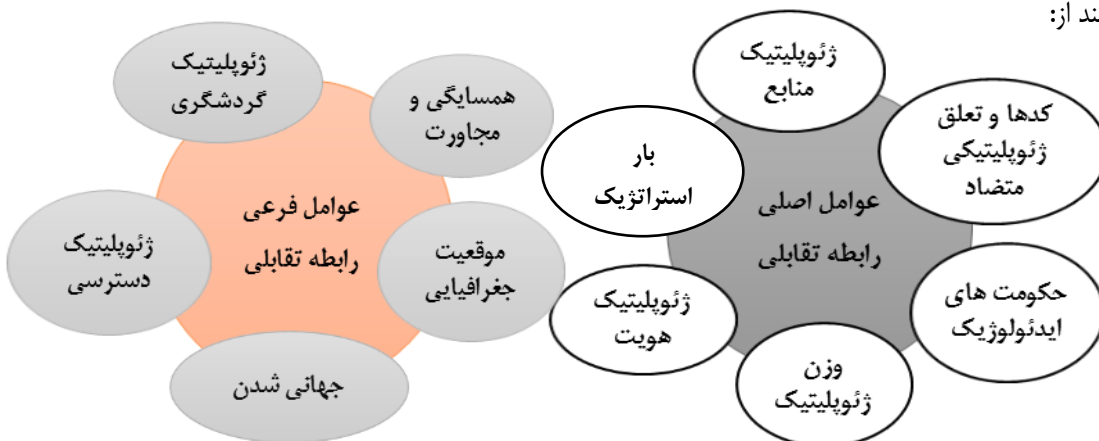 ند از:
ژئوپلیتیک
منابع
کدها و تعلق
ژئوپلیتیکی
متضاد
بار
استراتژیک
عوامل اصلی
رابطه تقابلی
حکومت های
ایدئولوژیک
ژئوپلیتیک
هویت
وزن
ژئوپلیتیک
ژئوپلیتیک
گردشگری
همسایگی و
مجاورت
عوامل فرعی
رابطه تقابلی
موقعیت
جغرافیایی
ژئوپلیتیک
دسترسی
جهانی شدن